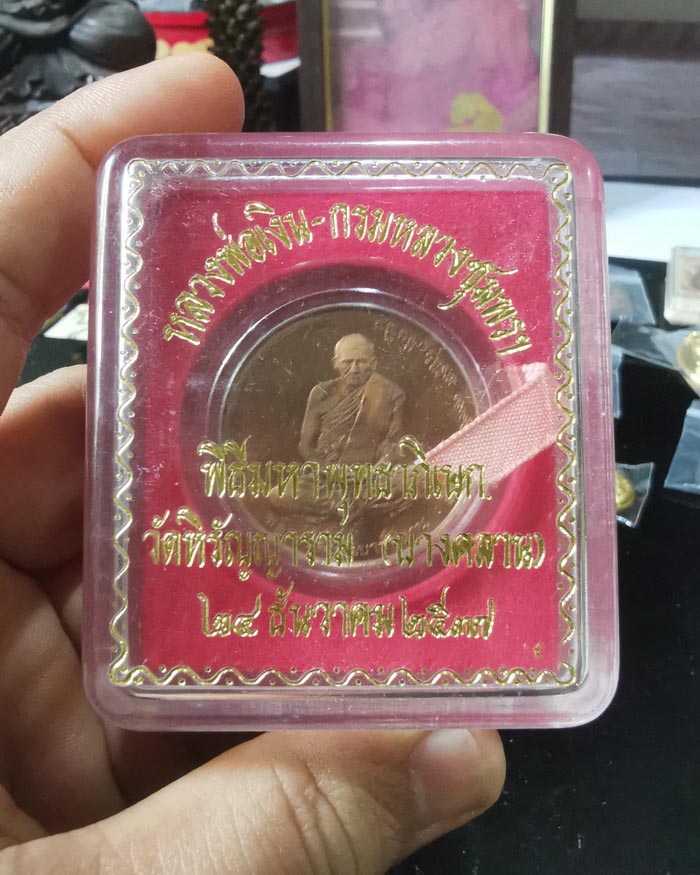 หลวงพ่อเงิน-กรมหลวงชุมพรฯ
พิธีมหาพุทธาภิเษก
วัดหิรัญญาราม (บางคลาน)
๒๔ ธันวาคม ๒๕๓๗